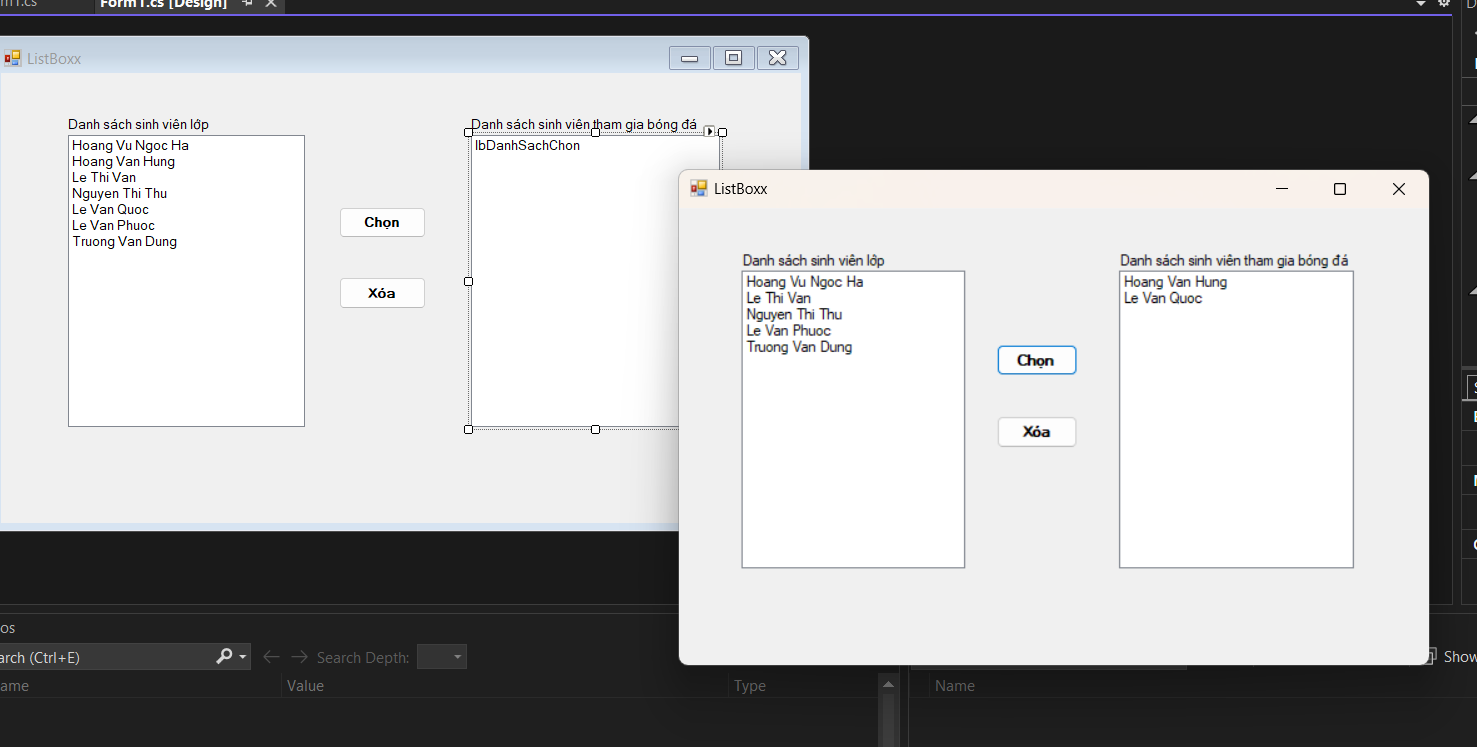 Form1.cs [Design]
ListBoxx
Danh sách sinh viên lớp
Hoang Vu Ngoc Ha
Hoang Van Hung
Le Thi Van
Nguyen Thi Thu
Le Van Quoc
Le Van Phuoc
Truong Van Dung
Chọn
Xóa
Danh sách sinh viên tham gia bóng đá
lbDanhSachChon
ListBoxx
Danh sách sinh viên lớp
Hoang Vu Ngoc Ha
Le Thi Van
Nguyen Thi Thu
Le Van Phuoc
Truong Van Dung
Chọn
Xóa
Danh sách sinh viên tham gia bóng đá
Hoang Van Hung
Le Van Quoc
os
arch (Ctrl+E)
Search Depth:
Show
ame
Value
Type
Name